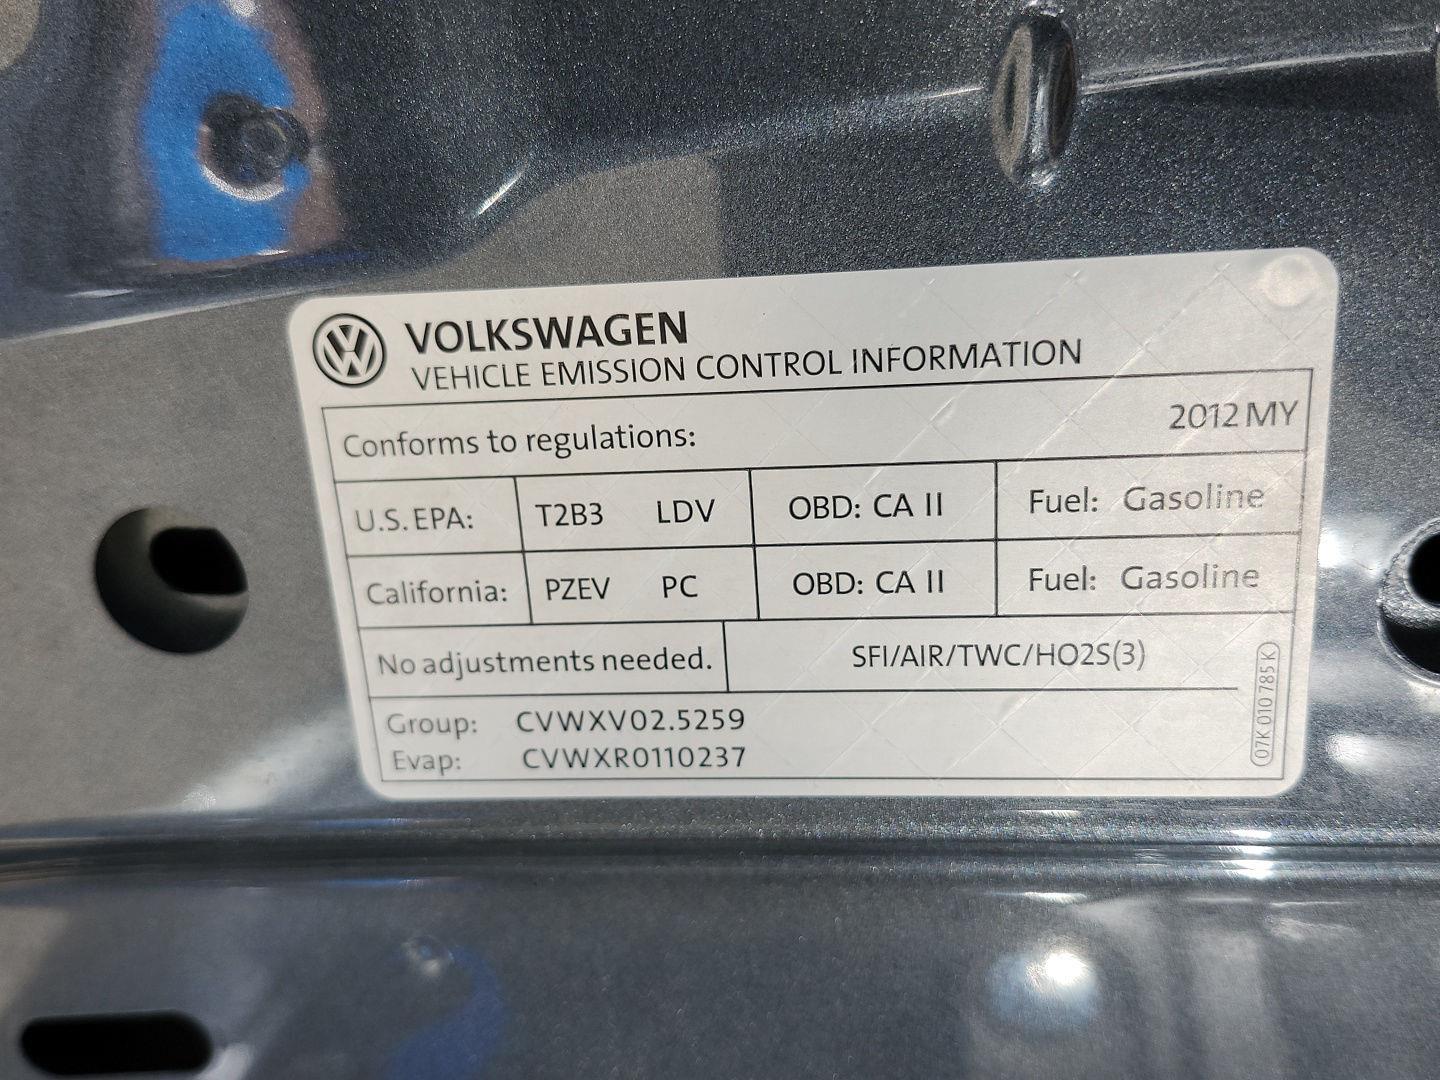 VOLKSWAGEN
VEHICLE EMISSION CONTROL INFORMATION
Conforms to regulations: 2012 MY
U.S. EPA: T2B3 LDV OBD: CA II Fuel: Gasoline
California: PZEV PC OBD: CA II Fuel: Gasoline
No adjustments needed. SFI/AIR/TWC/HO2S(3)
Group: CVWXV02.5259
Evap: CVWXR0110237
07K 010 785 K